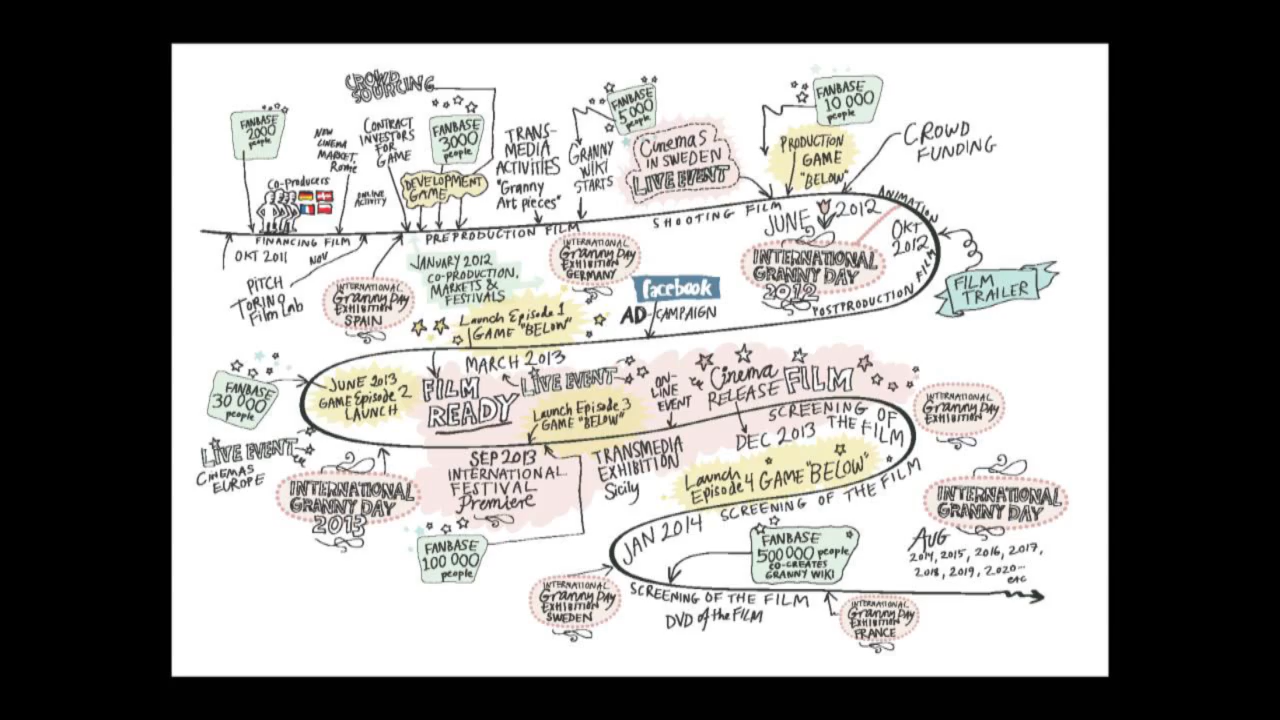 CROWD
SOURCING
FANBASE
2000
people
NEW
CINEMA
MARKET,
Rome
CONTRACT
INVESTORS
FOR
GAME
FANBASE
3000
people
TRANS-
MEDIA
ACTIVITIES
"Granny
Art pieces"
GRANNY
WIKI
STARTS
FANBASE
5000
people
Cinemas
IN SWEDEN
LIVE EVENT
FANBASE
10 000
people
PRODUCTION
GAME
"BELOW"
CROWD
FUNDING
CO-PRODUCERS
ONLINE
ACTIVITY
DEVELOPMENT
GAME
FINANCING FILM
PREPRODUCTION FILM
SHOOTING FILM
ANIMATION
OKT 2011
NOV
PITCH
TORINO
Film Lab
INTERNATIONAL
Granny Day
EXHIBITION
SPAIN
JANUARY 2012
CO-PRODUCTION,
MARKETS &
FESTIVALS
INTERNATIONAL
Granny Day
EXHIBITION
GERMANY
JUNE 2012
INTERNATIONAL
GRANNY DAY
2012
OKT
2012
POSTPRODUCTION FILM
FILM
TRAILER
facebook
AD CAMPAIGN
Launch Episode 1
GAME "BELOW"
MARCH 2013
FANBASE
30 000
people
JUNE 2013
GAME Episode 2
LAUNCH
FILM
READY
LIVE EVENT
Launch Episode 3
GAME "BELOW"
ON-
LINE
EVENT
Cinema
RELEASE FILM
DEC 2013
SCREENING OF
THE FILM
INTERNATIONAL
Granny Day
EXHIBITION
LIVE EVENT
CINEMAS
EUROPE
INTERNATIONAL
GRANNY DAY
2013
SEP 2013
INTERNATIONAL
FESTIVAL
Premiere
TRANSMEDIA
EXHIBITION
Sicily
Launch
Episode 4 GAME "BELOW"
SCREENING OF THE FILM
INTERNATIONAL
GRANNY DAY
AUG
2014, 2015, 2016, 2017,
2018, 2019, 2020...
etc
FANBASE
100 000
people
JAN 2014
FANBASE
500 000 people
CO-CREATES
GRANNY WIKI
INTERNATIONAL
Granny Day
EXHIBITION
SWEDEN
SCREENING OF THE FILM
DVD of the FILM
INTERNATIONAL
Granny Day
EXHIBITION
FRANCE